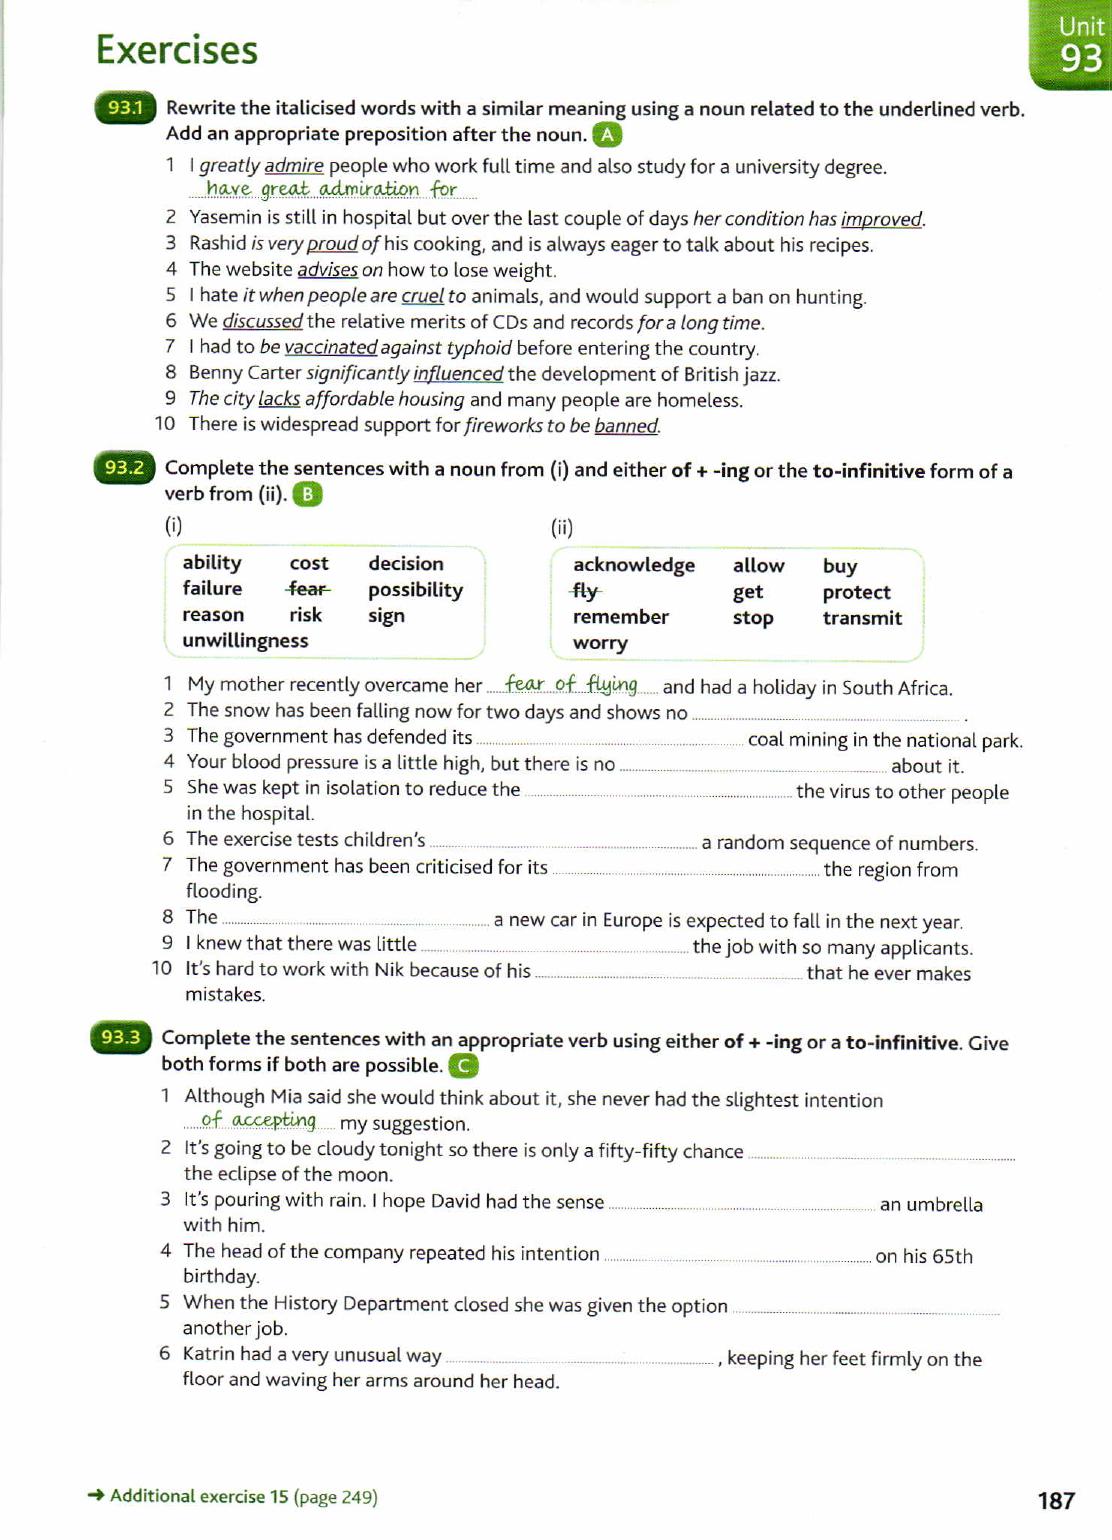 Exercises
Unit
93
93.1 Rewrite the italicised words with a similar meaning using a noun related to the underlined verb.
Add an appropriate preposition after the noun. A
1 I greatly admire people who work full time and also study for a university degree.
have great admiration for
2 Yasemin is still in hospital but over the last couple of days her condition has improved.
3 Rashid is very proud of his cooking, and is always eager to talk about his recipes.
4 The website advises on how to lose weight.
5 I hate it when people are cruel to animals, and would support a ban on hunting.
6 We discussed the relative merits of CDs and records for a long time.
7 I had to be vaccinated against typhoid before entering the country.
8 Benny Carter significantly influenced the development of British jazz.
9 The city lacks affordable housing and many people are homeless.
10 There is widespread support for fireworks to be banned.
93.2 Complete the sentences with a noun from (i) and either of + -ing or the to-infinitive form of a
verb from (ii). B
(i)
ability cost decision
failure fear possibility
reason risk sign
unwillingness
(ii)
acknowledge allow buy
fly get protect
remember stop transmit
worry
1 My mother recently overcame her fear of flying and had a holiday in South Africa.
2 The snow has been falling now for two days and shows no .
3 The government has defended its coal mining in the national park.
4 Your blood pressure is a little high, but there is no about it.
5 She was kept in isolation to reduce the the virus to other people
in the hospital.
6 The exercise tests children's a random sequence of numbers.
7 The government has been criticised for its the region from
flooding.
8 The a new car in Europe is expected to fall in the next year.
9 I knew that there was little the job with so many applicants.
10 It's hard to work with Nik because of his that he ever makes
mistakes.
93.3 Complete the sentences with an appropriate verb using either of + -ing or a to-infinitive. Give
both forms if both are possible. C
1 Although Mia said she would think about it, she never had the slightest intention
of accepting my suggestion.
2 It's going to be cloudy tonight so there is only a fifty-fifty chance
the eclipse of the moon.
3 It's pouring with rain. I hope David had the sense an umbrella
with him.
4 The head of the company repeated his intention on his 65th
birthday.
5 When the History Department closed she was given the option
another job.
6 Katrin had a very unusual way , keeping her feet firmly on the
floor and waving her arms around her head.
➜ Additional exercise 15 (page 249)
187